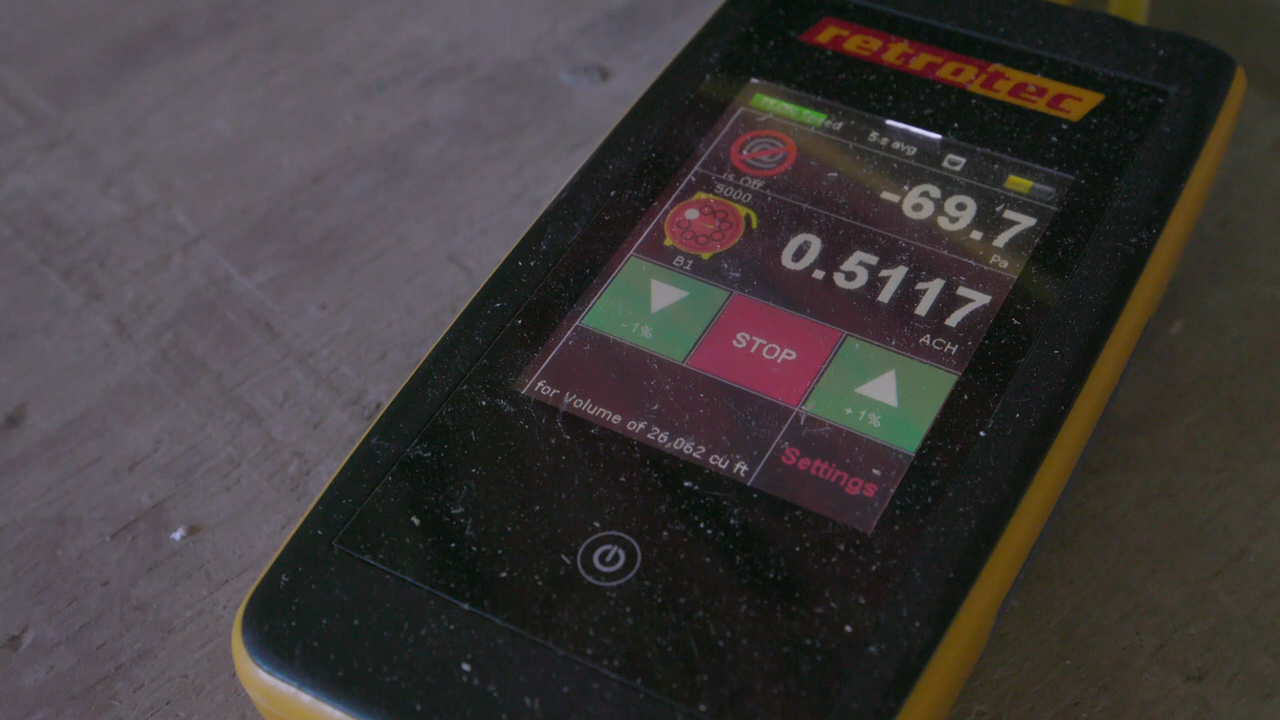 retrotec
Speed
5 s avg
is Off
-69.7
Pa
5000
0.5117
B1
ACH
-1%
STOP
+1%
for Volume of 26,062 cu ft
Settings